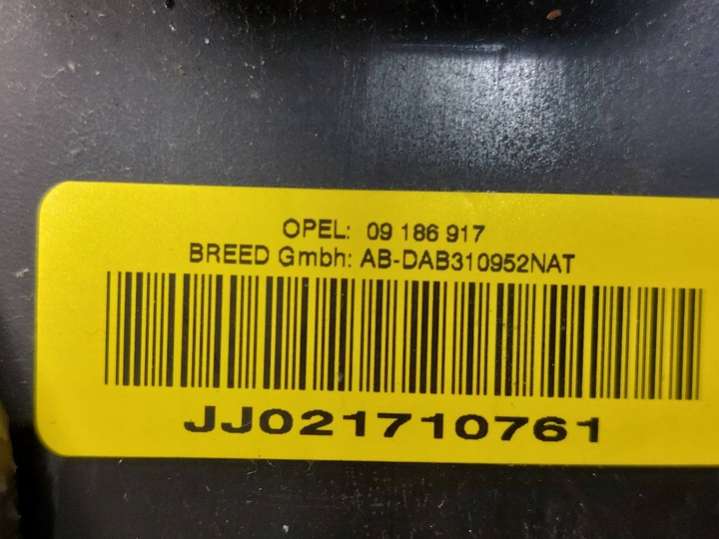 OPEL: 09 186 917
BREED Gmbh: AB-DAB310952NAT
JJ021710761